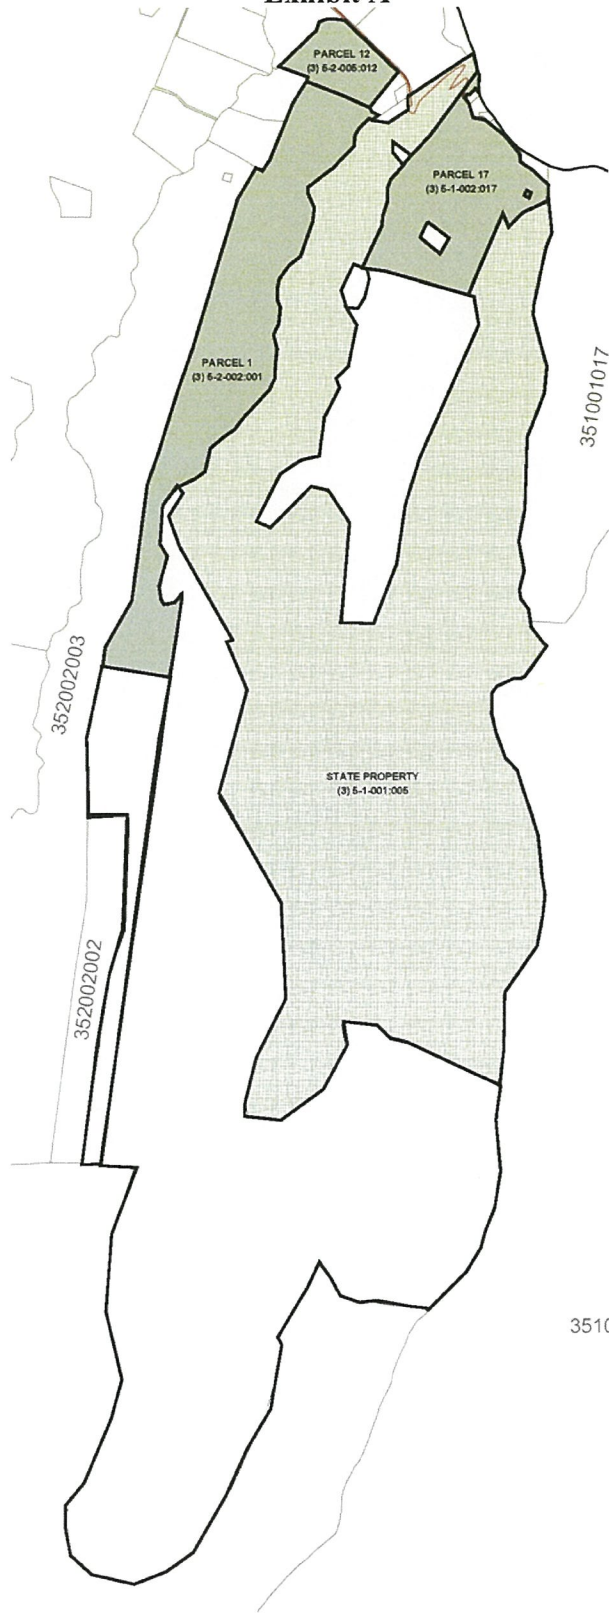 Exhibit A
PARCEL 12
(3) 5-2-005:012
PARCEL 17
(3) 5-1-002:017
PARCEL 1
(3) 5-2-002:001
351001017
352002003
STATE PROPERTY
(3) 5-1-001:005
352002002
3510